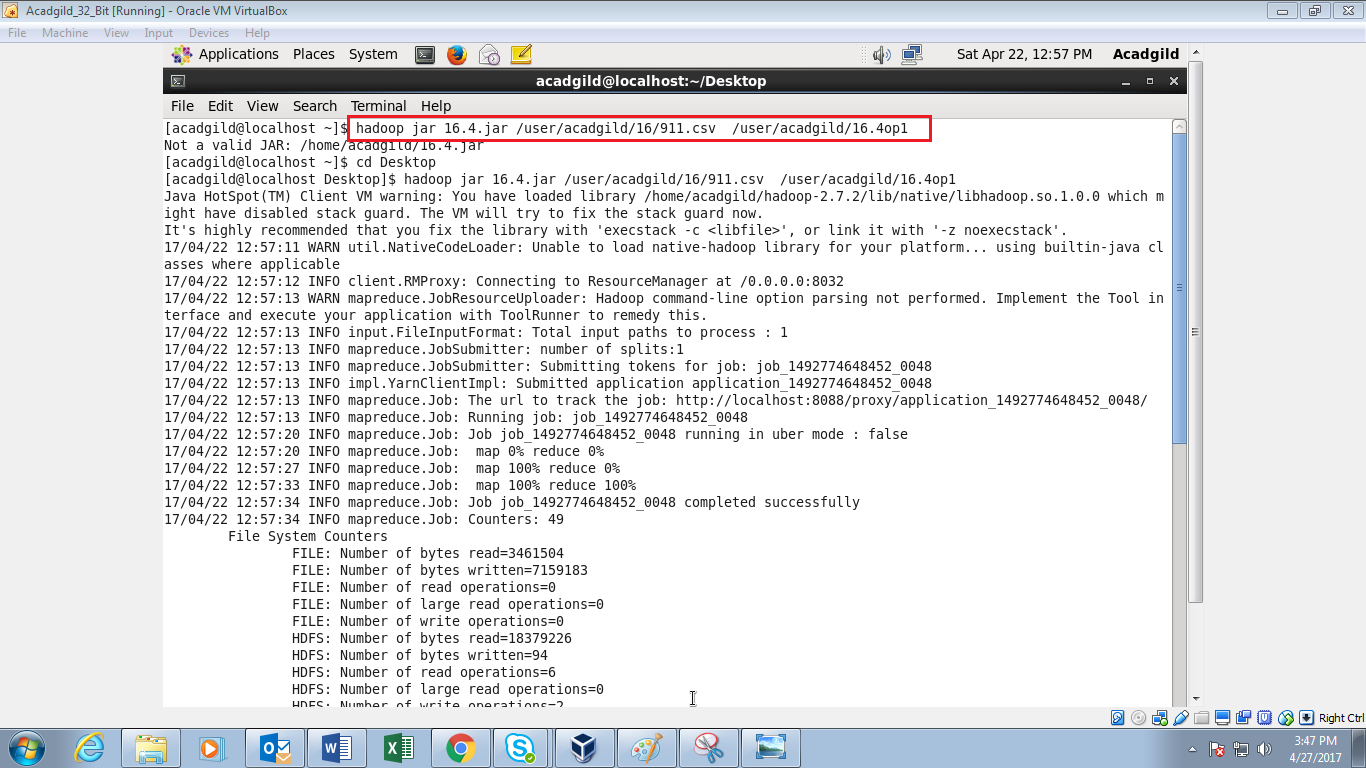 Acadgild_32_Bit [Running] - Oracle VM VirtualBox
File Machine View Input Devices Help
Applications Places System Sat Apr 22, 12:57 PM Acadgild
acadgild@localhost:~/Desktop
File Edit View Search Terminal Help
[acadgild@localhost ~]$ hadoop jar 16.4.jar /user/acadgild/16/911.csv  /user/acadgild/16.4op1
Not a valid JAR: /home/acadgild/16.4.jar
[acadgild@localhost ~]$ cd Desktop
[acadgild@localhost Desktop]$ hadoop jar 16.4.jar /user/acadgild/16/911.csv  /user/acadgild/16.4op1
Java HotSpot(TM) Client VM warning: You have loaded library /home/acadgild/hadoop-2.7.2/lib/native/libhadoop.so.1.0.0 which m
ight have disabled stack guard. The VM will try to fix the stack guard now.
It's highly recommended that you fix the library with 'execstack -c <libfile>', or link it with '-z noexecstack'.
17/04/22 12:57:11 WARN util.NativeCodeLoader: Unable to load native-hadoop library for your platform... using builtin-java cl
asses where applicable
17/04/22 12:57:12 INFO client.RMProxy: Connecting to ResourceManager at /0.0.0.0:8032
17/04/22 12:57:13 WARN mapreduce.JobResourceUploader: Hadoop command-line option parsing not performed. Implement the Tool in
terface and execute your application with ToolRunner to remedy this.
17/04/22 12:57:13 INFO input.FileInputFormat: Total input paths to process : 1
17/04/22 12:57:13 INFO mapreduce.JobSubmitter: number of splits:1
17/04/22 12:57:13 INFO mapreduce.JobSubmitter: Submitting tokens for job: job_1492774648452_0048
17/04/22 12:57:13 INFO impl.YarnClientImpl: Submitted application application_1492774648452_0048
17/04/22 12:57:13 INFO mapreduce.Job: The url to track the job: http://localhost:8088/proxy/application_1492774648452_0048/
17/04/22 12:57:13 INFO mapreduce.Job: Running job: job_1492774648452_0048
17/04/22 12:57:20 INFO mapreduce.Job: Job job_1492774648452_0048 running in uber mode : false
17/04/22 12:57:20 INFO mapreduce.Job:  map 0% reduce 0%
17/04/22 12:57:27 INFO mapreduce.Job:  map 100% reduce 0%
17/04/22 12:57:33 INFO mapreduce.Job:  map 100% reduce 100%
17/04/22 12:57:34 INFO mapreduce.Job: Job job_1492774648452_0048 completed successfully
17/04/22 12:57:34 INFO mapreduce.Job: Counters: 49
File System Counters
FILE: Number of bytes read=3461504
FILE: Number of bytes written=7159183
FILE: Number of read operations=0
FILE: Number of large read operations=0
FILE: Number of write operations=0
HDFS: Number of bytes read=18379226
HDFS: Number of bytes written=94
HDFS: Number of read operations=6
HDFS: Number of large read operations=0
HDFS: Number of write operations=2
Right Ctrl
3:47 PM
4/27/2017